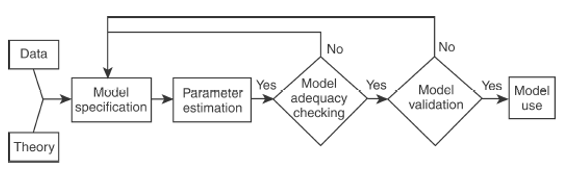 No
No
Data
Model
specification
Parameter
estimation
Yes
Model
adequacy
checking
Yes
Model
validation
Yes
Model
use
Theory